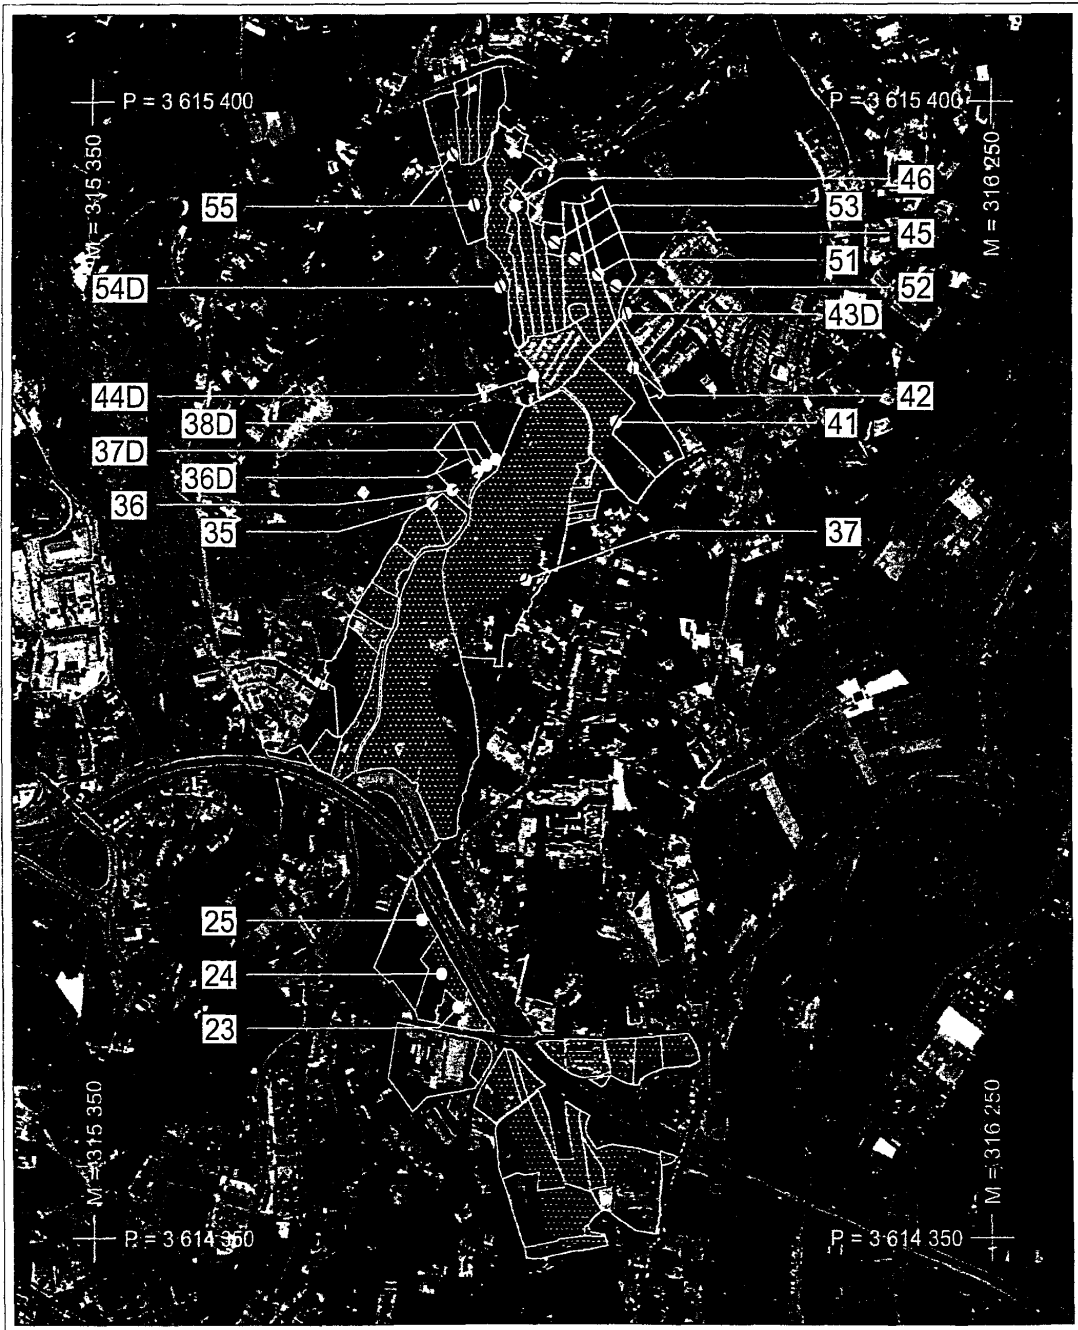 P = 3 615 400
P = 3 615 400
M = 315 350
M = 316 250
46
55
53
45
51
54D
52
43D
44D
42
38D
41
37D
36D
36
35
37
25
24
23
M = 315 350
M = 316 250
P = 3 614 350
P = 3 614 350